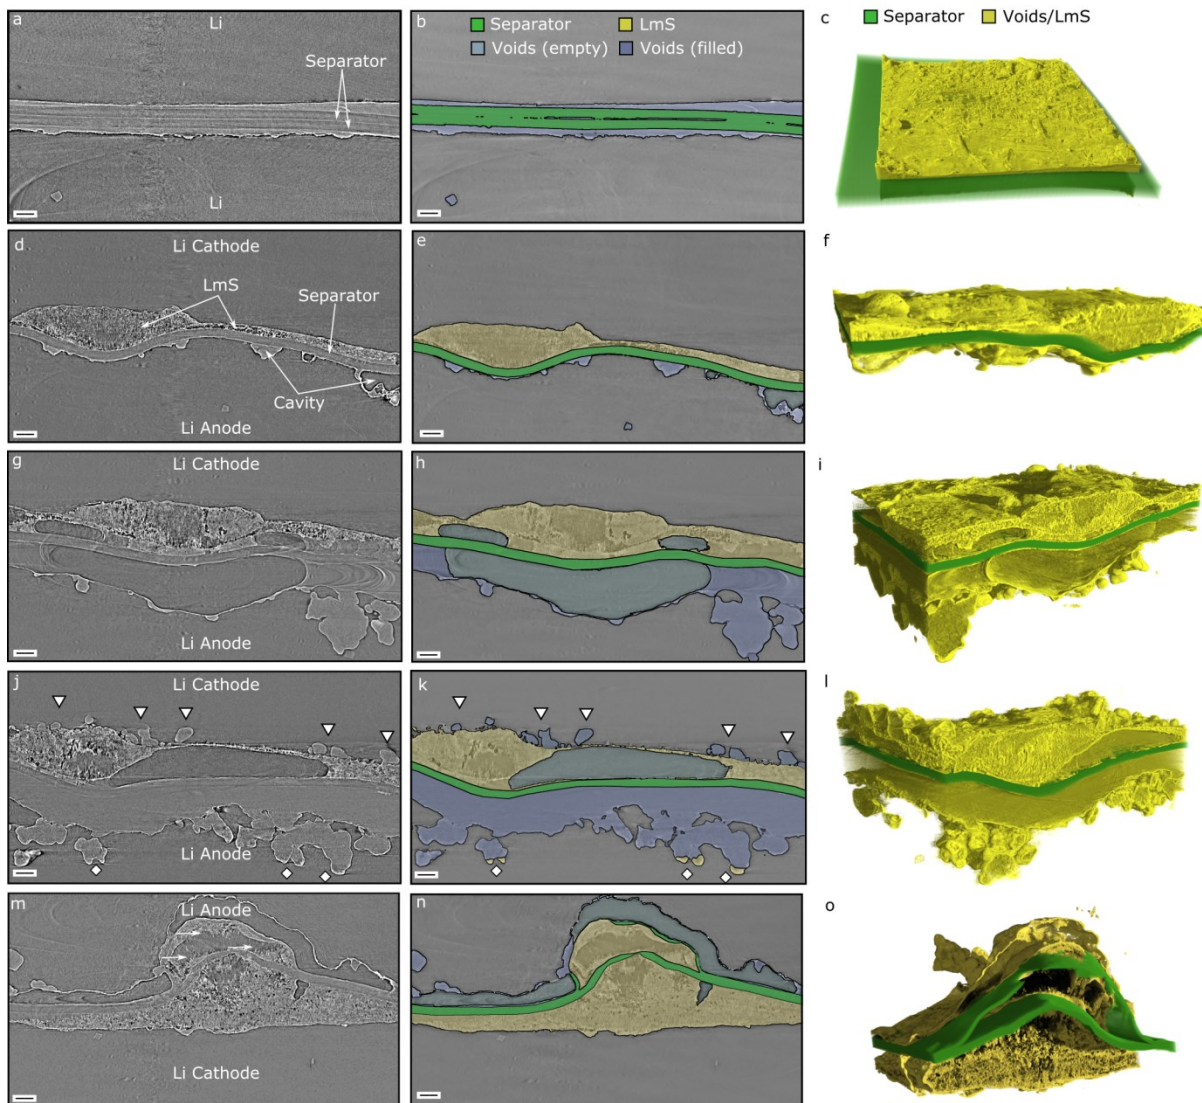 a
Li
Separator
Li
b
Separator
LmS
Voids (empty)
Voids (filled)
c
Separator
Voids/LmS
d
Li Cathode
LmS
Separator
Cavity
Li Anode
e
f
g
Li Cathode
Li Anode
h
i
j
Li Cathode
Li Anode
k
l
m
Li Anode
Li Cathode
n
o